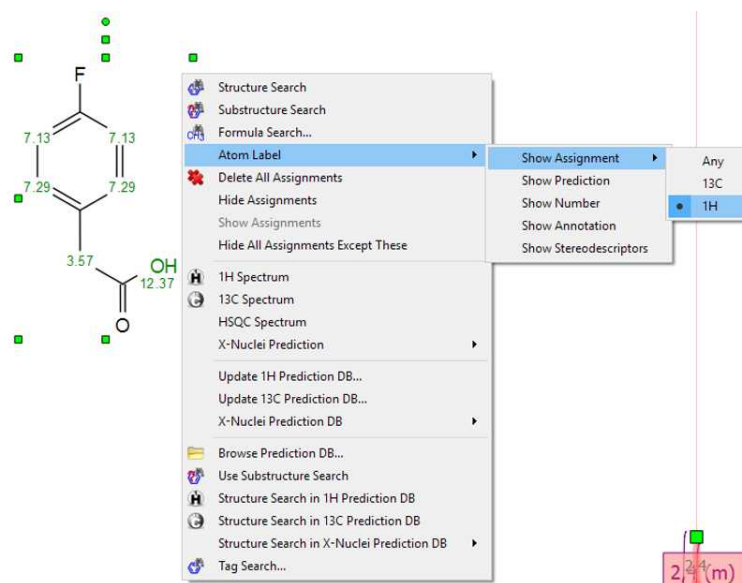 F
7.13
7.13
7.29
7.29
3.57
OH
12.37
O
Structure Search
Substructure Search
CH3 Formula Search...
Atom Label
Delete All Assignments
Hide Assignments
Show Assignments
Hide All Assignments Except These
H 1H Spectrum
C 13C Spectrum
HSQC Spectrum
X-Nuclei Prediction
Update 1H Prediction DB...
Update 13C Prediction DB...
X-Nuclei Prediction DB
Browse Prediction DB...
Use Substructure Search
H Structure Search in 1H Prediction DB
C Structure Search in 13C Prediction DB
Structure Search in X-Nuclei Prediction DB
Tag Search...
Show Assignment
Show Prediction
Show Number
Show Annotation
Show Stereodescriptors
Any
13C
1H
(m)